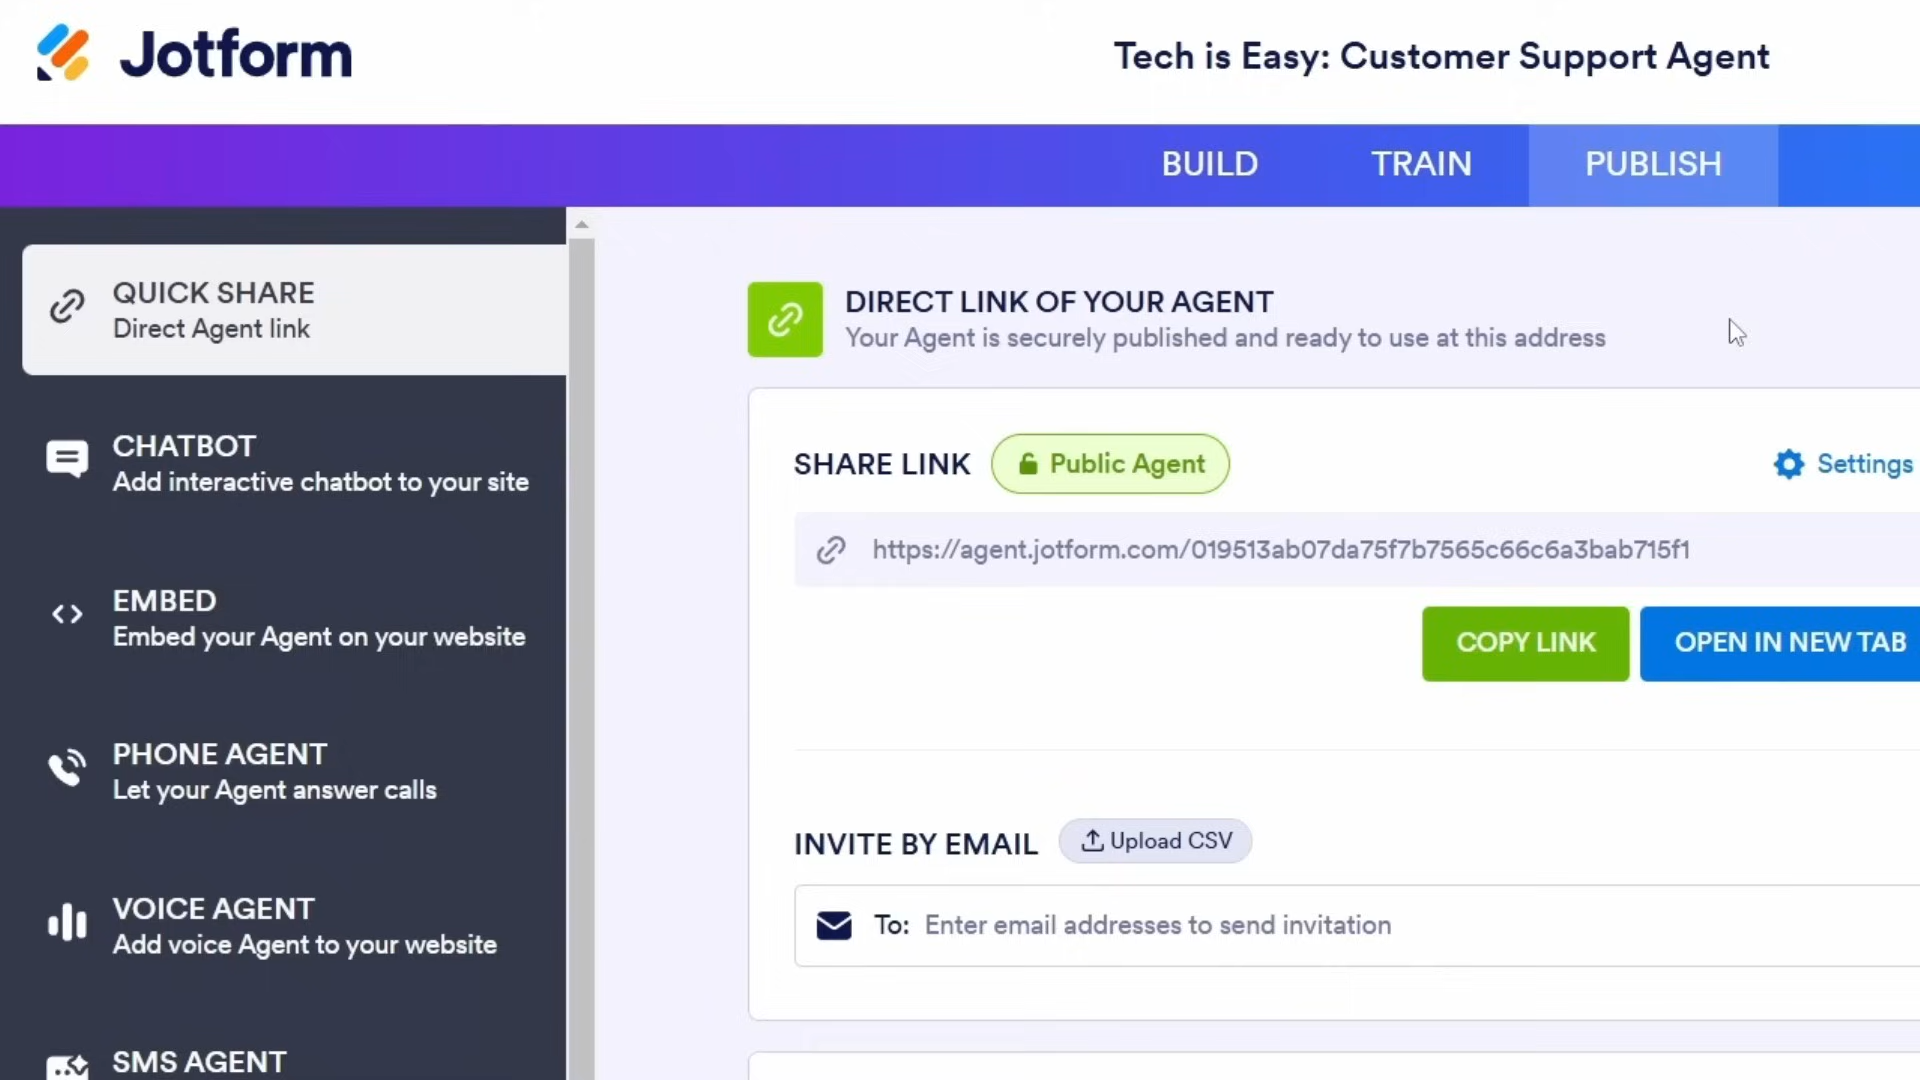 Jotform
Tech is Easy: Customer Support Agent
BUILD
TRAIN
PUBLISH
QUICK SHARE
Direct Agent link
CHATBOT
Add interactive chatbot to your site
EMBED
Embed your Agent on your website
PHONE AGENT
Let your Agent answer calls
VOICE AGENT
Add voice Agent to your website
SMS AGENT
DIRECT LINK OF YOUR AGENT
Your Agent is securely published and ready to use at this address
SHARE LINK
Public Agent
Settings
https://agent.jotform.com/019513ab07da75f7b7565c66c6a3bab715f1
COPY LINK
OPEN IN NEW TAB
INVITE BY EMAIL
Upload CSV
To: Enter email addresses to send invitation